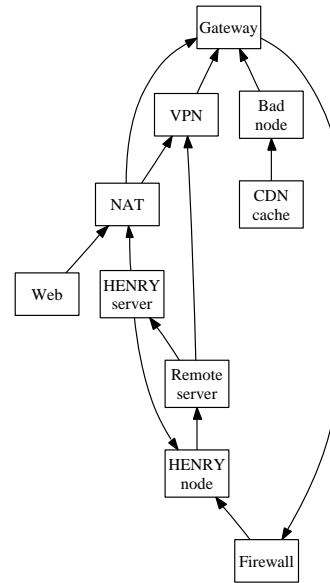 Gateway
VPN
Bad
node
NAT
CDN
cache
Web
HENRY
server
Remote
server
HENRY
node
Firewall